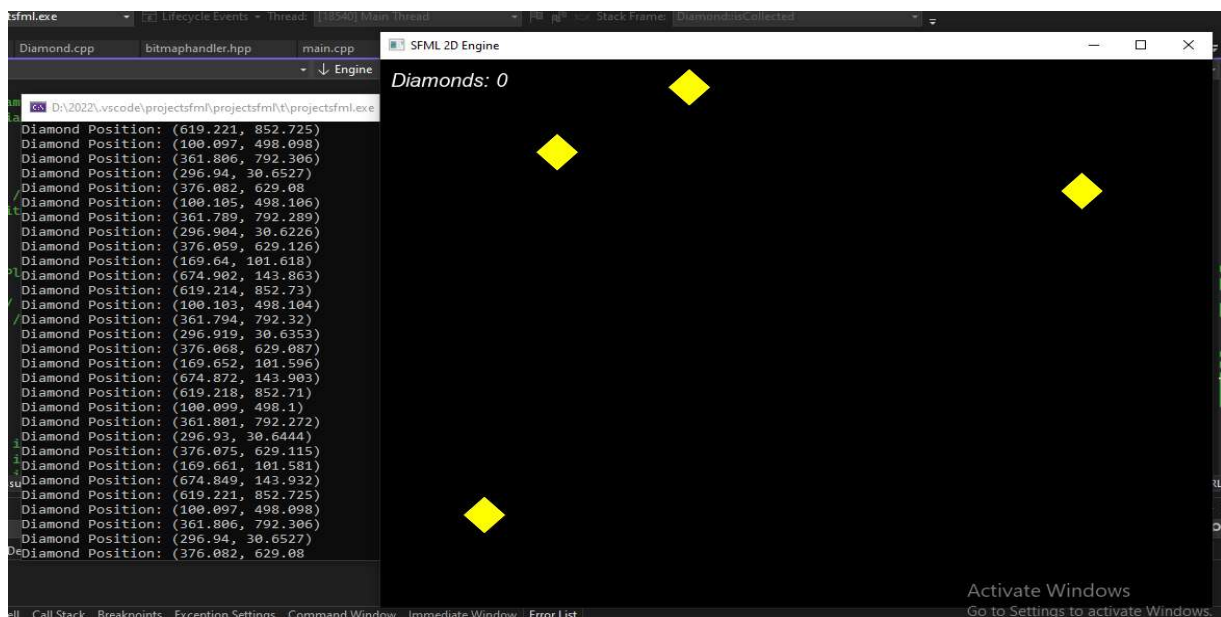 tsfml.exe
Lifecycle Events
Thread: [18540] Main Thread
Stack Frame: Diamond::isCollected
Diamond.cpp
bitmaphandler.hpp
main.cpp
Engine
D:\2022\.vscode\projectsfml\projectsfml\t\projectsfml.exe
Diamond Position: (619.221, 852.725)
Diamond Position: (100.097, 498.098)
Diamond Position: (361.806, 792.306)
Diamond Position: (296.94, 30.6527)
Diamond Position: (376.082, 629.08
Diamond Position: (100.105, 498.106)
Diamond Position: (361.789, 792.289)
Diamond Position: (296.904, 30.6226)
Diamond Position: (376.059, 629.126)
Diamond Position: (169.64, 101.618)
Diamond Position: (674.902, 143.863)
Diamond Position: (619.214, 852.73)
Diamond Position: (100.103, 498.104)
Diamond Position: (361.794, 792.32)
Diamond Position: (296.919, 30.6353)
Diamond Position: (376.068, 629.087)
Diamond Position: (169.652, 101.596)
Diamond Position: (674.872, 143.903)
Diamond Position: (619.218, 852.71)
Diamond Position: (100.099, 498.1)
Diamond Position: (361.801, 792.272)
Diamond Position: (296.93, 30.6444)
Diamond Position: (376.075, 629.115)
Diamond Position: (169.661, 101.581)
Diamond Position: (674.849, 143.932)
Diamond Position: (619.221, 852.725)
Diamond Position: (100.097, 498.098)
Diamond Position: (361.806, 792.306)
Diamond Position: (296.94, 30.6527)
Diamond Position: (376.082, 629.08
SFML 2D Engine
Diamonds: 0
Activate Windows
Go to Settings to activate Windows.
Call Stack
Breakpoints
Exception Settings
Command Window
Immediate Window
Error List